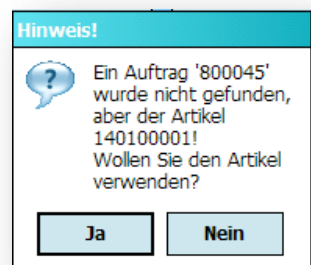 Hinweis!
Ein Auftrag '800045'
wurde nicht gefunden,
aber der Artikel
140100001!
Wollen Sie den Artikel
verwenden?
Ja Nein